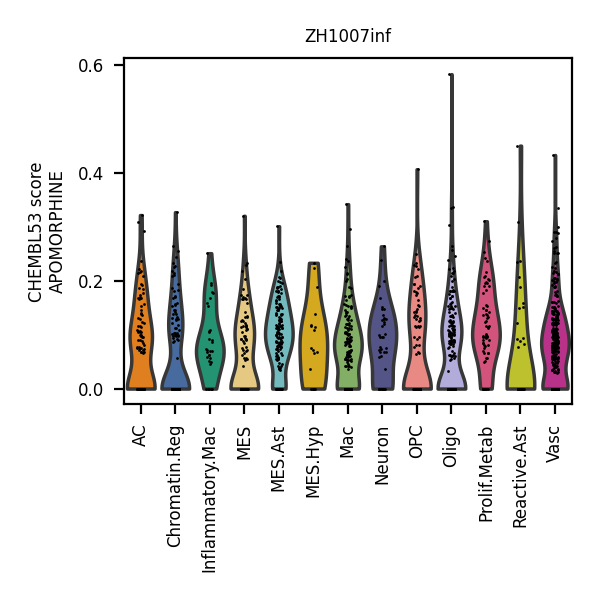 ZH1007inf
CHEMBL53 score
APOMORPHINE
0.6
0.4
0.2
0.0
AC
Chromatin.Reg
Inflammatory.Mac
MES
MES.Ast
MES.Hyp
Mac
Neuron
OPC
Oligo
Prolif.Metab
Reactive.Ast
Vasc